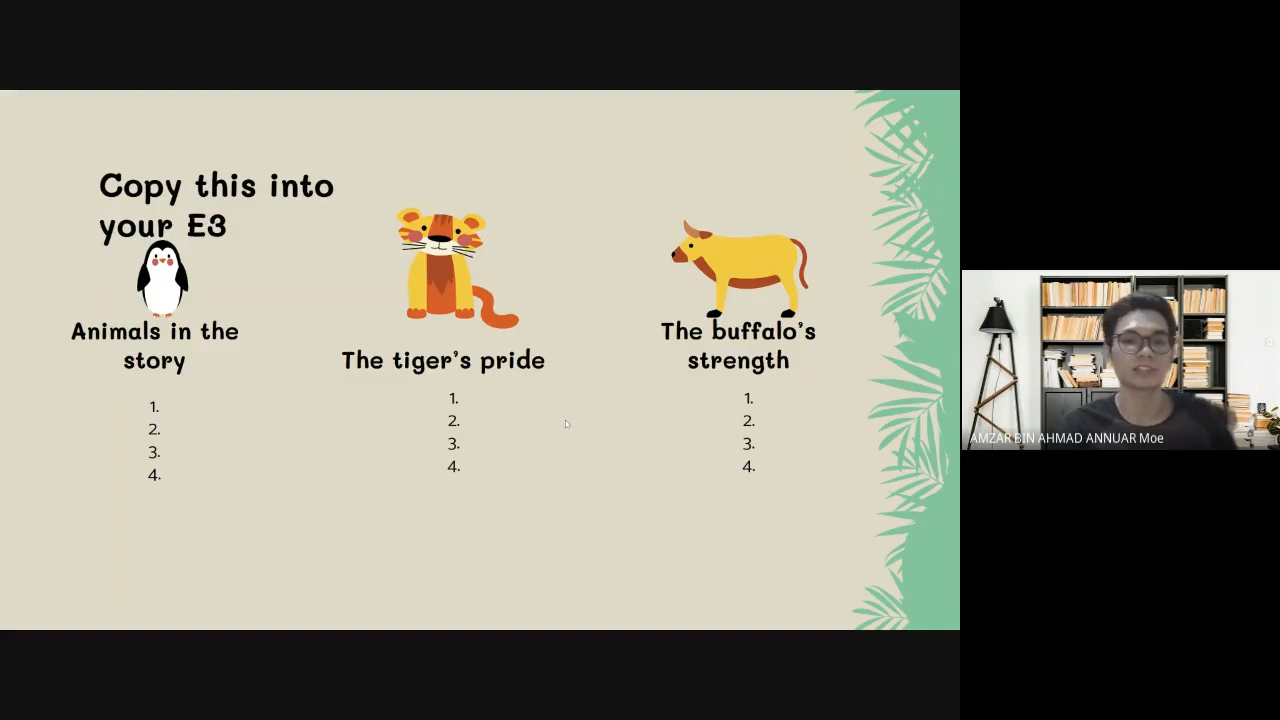 Copy this into
your E3
Animals in the
story
1.
2.
3.
4.
The tiger's pride
1.
2.
3.
4.
The buffalo's
strength
1.
2.
3.
4.
AMZAR BIN AHMAD ANNUAR Moe